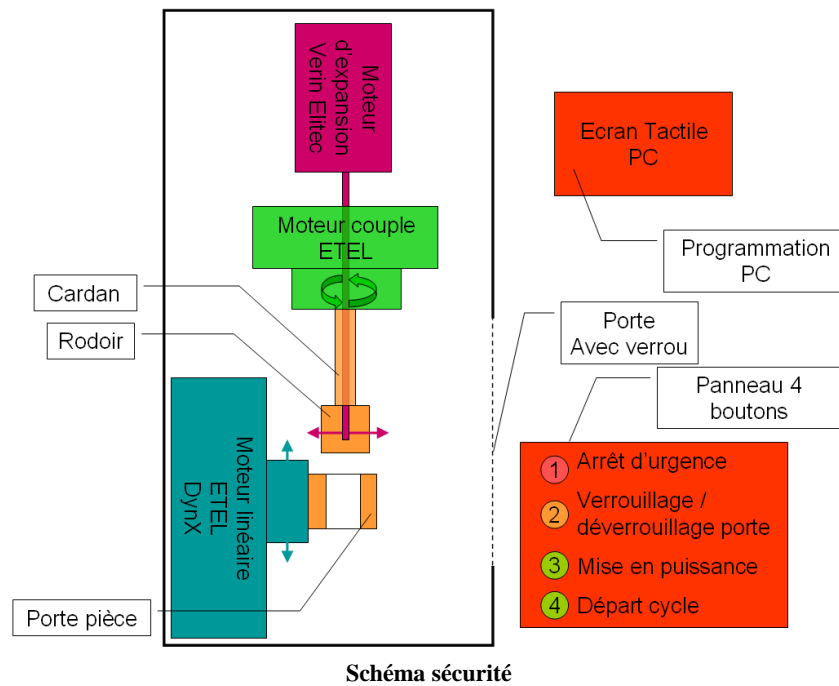 Moteur
d'expansion
Verin Elitec
Ecran Tactile
PC
Moteur couple
ETEL
Programmation
PC
Cardan
Porte
Avec verrou
Rodoir
Panneau 4
boutons
Moteur linéaire
ETEL
DynX
1 Arrêt d'urgence
2 Verrouillage /
déverrouillage porte
3 Mise en puissance
4 Départ cycle
Porte pièce
Schéma sécurité